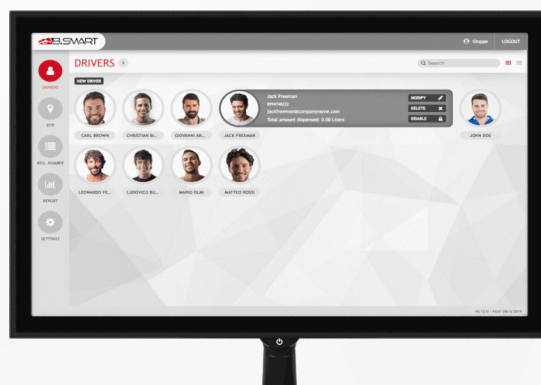 B.SMART
Gloppe
LOGOUT
DRIVERS
Search
NEW DRIVER
DRIVERS
SITE
REG. NUMBER
REPORT
SETTINGS
Jack Freeman
jackfreeman@companyname.com
Total amount dispensed: 0.00 Liters
MODIFY
DELETE
DISABLE
CARL BROWN
CHRISTIAN BI...
GIOVANNI AR...
JACK FREEMAN
JOHN DOE
LEONARDO FE...
LUDOVICO BU...
MARIO OLMI
MATTEO ROSSI